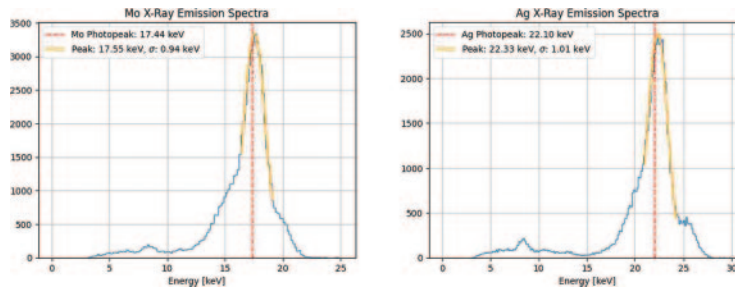 Mo X-Ray Emission Spectra
Mo Photopeak: 17.44 keV
Peak: 17.55 keV, σ: 0.94 keV
3500
3000
2500
2000
1500
1000
500
0
0 5 10 15 20 25
Energy [keV]
Ag X-Ray Emission Spectra
Ag Photopeak: 22.10 keV
Peak: 22.33 keV, σ: 1.01 keV
2500
2000
1500
1000
500
0
0 5 10 15 20 25 30
Energy [keV]